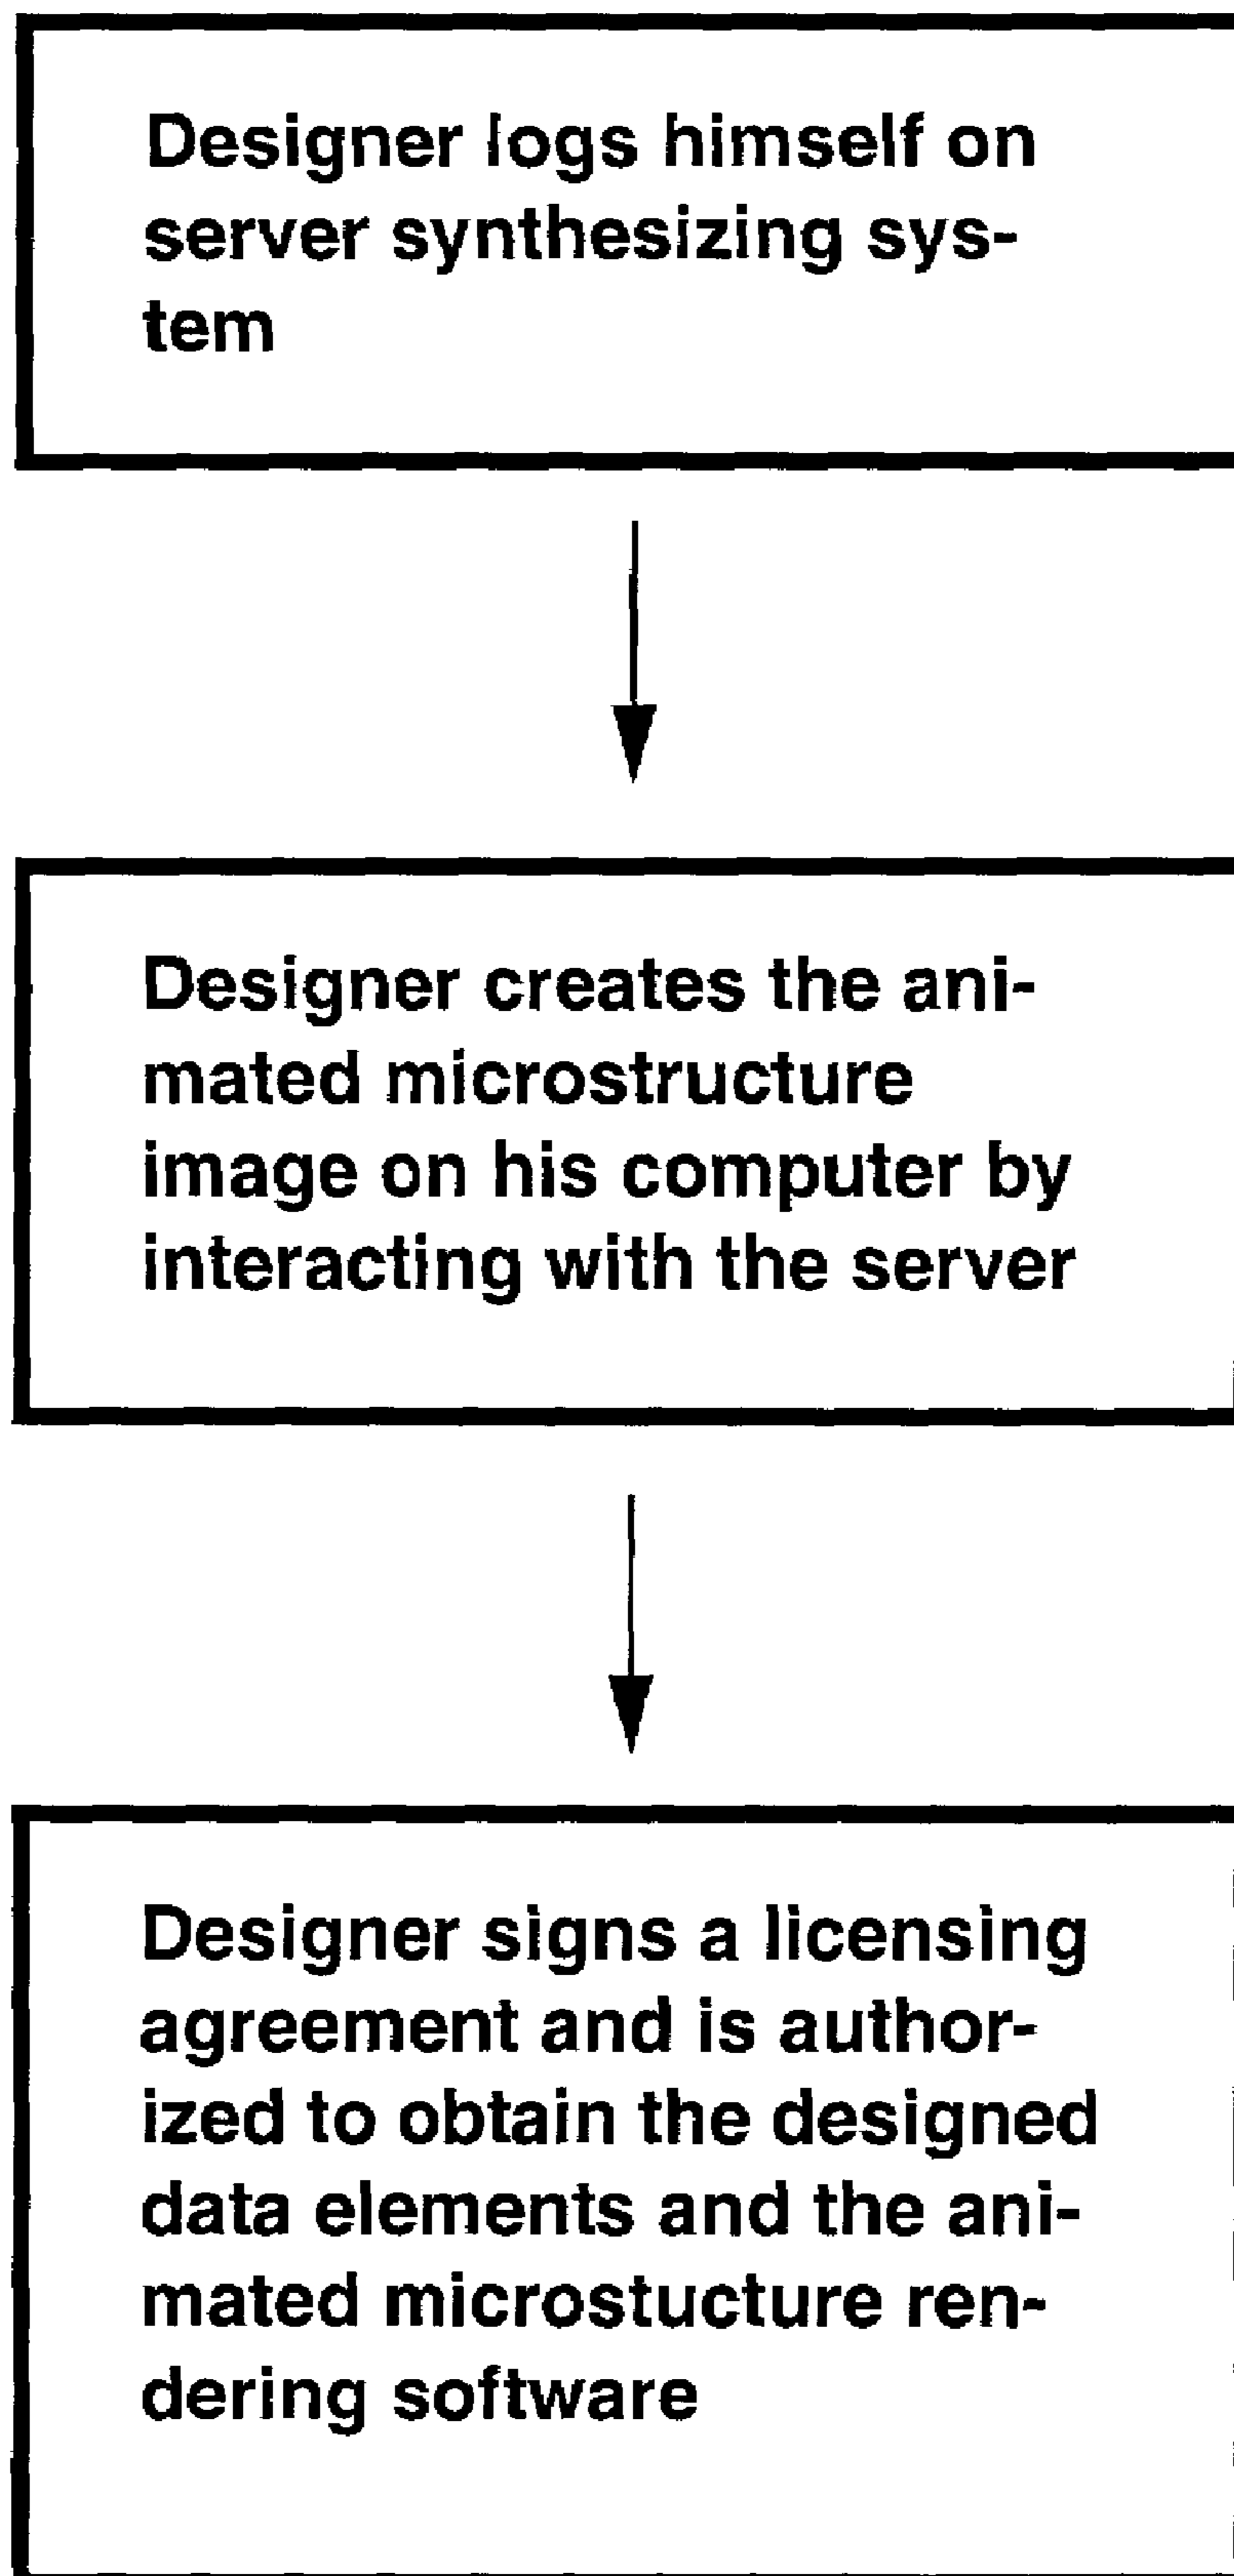 Designer logs himself on
server synthesizing sys-
tem
Designer creates the ani-
mated microstructure
image on his computer by
interacting with the server
Designer signs a licensing
agreement and is author-
ized to obtain the designed
data elements and the ani-
mated microstucture ren-
dering software